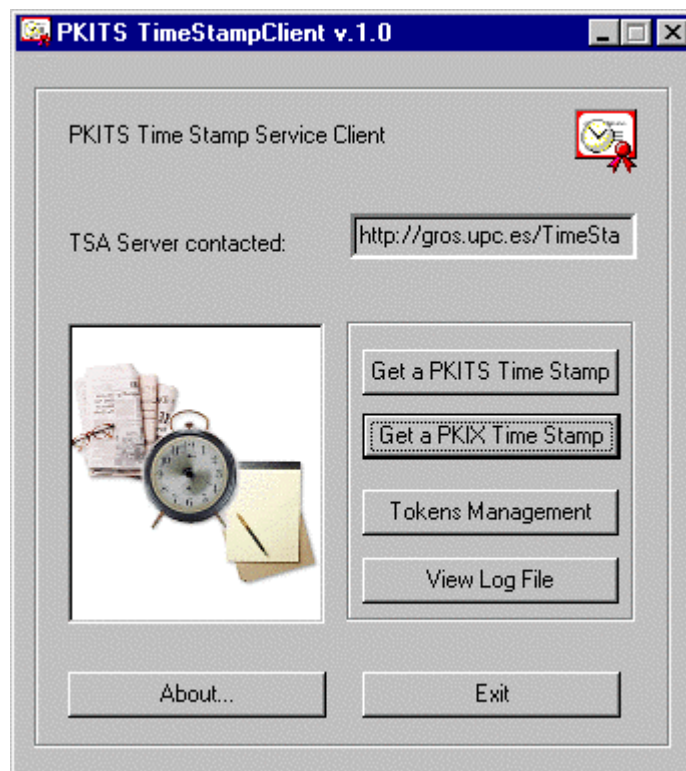 PKITS TimeStampClient v.1.0
PKITS Time Stamp Service Client
TSA Server contacted:
http://gros.upc.es/TimeSta
Get a PKITS Time Stamp
Get a PKIX Time Stamp
Tokens Management
View Log File
About...
Exit